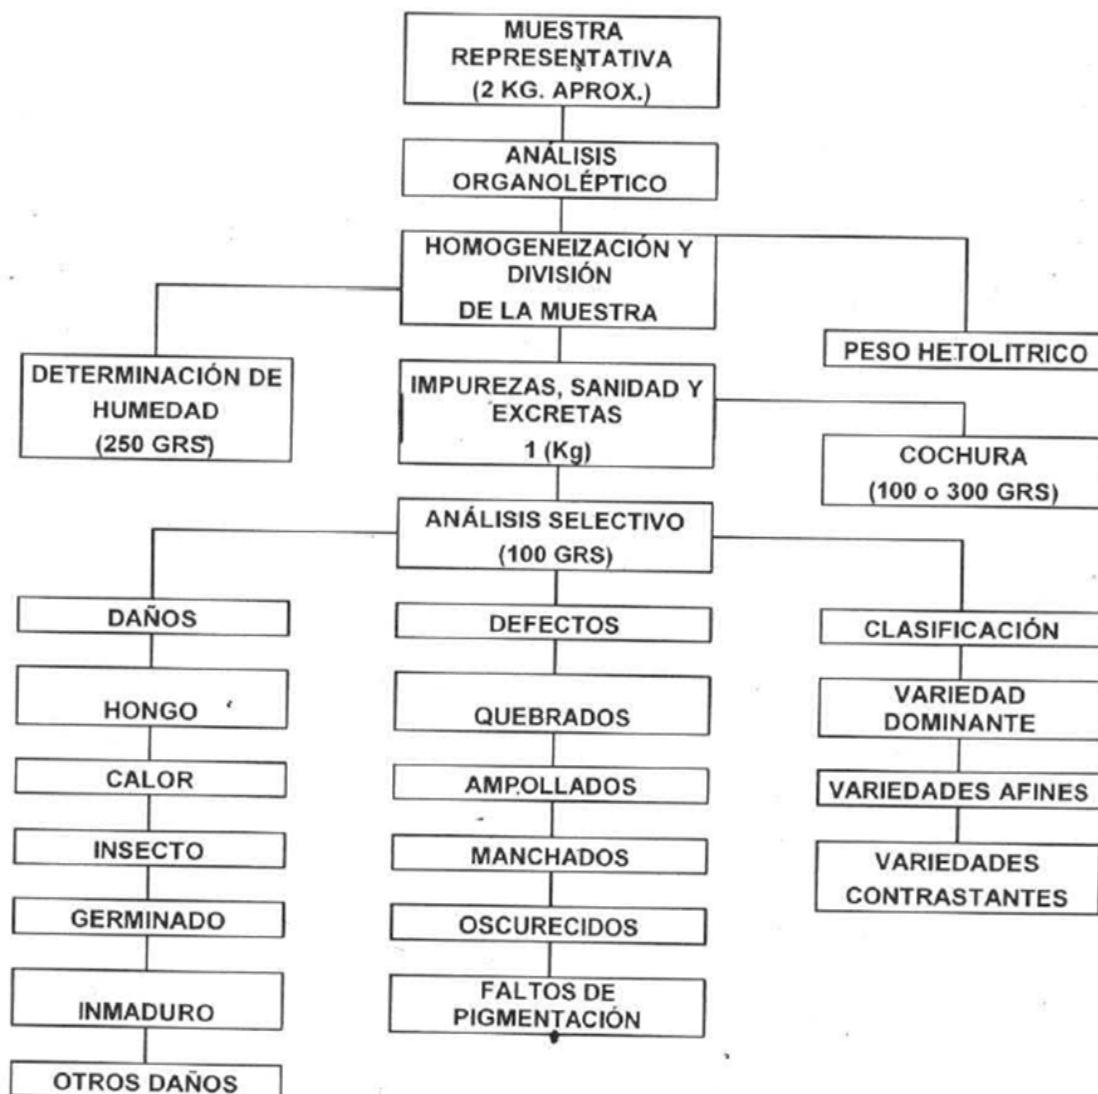 MUESTRA
REPRESENTATIVA
(2 KG. APROX.)
ANÁLISIS
ORGANOLÉPTICO
HOMOGENEIZACIÓN Y
DIVISIÓN
DE LA MUESTRA
PESO HETOLITRICO
DETERMINACIÓN DE
HUMEDAD
(250 GRS)
IMPUREZAS, SANIDAD Y
EXCRETAS
1 (Kg)
COCHURA
(100 o 300 GRS)
ANÁLISIS SELECTIVO
(100 GRS)
DAÑOS
HONGO
CALOR
INSECTO
GERMINADO
INMADURO
OTROS DAÑOS
DEFECTOS
QUEBRADOS
AMPOLLADOS
MANCHADOS
OSCURECIDOS
FALTOS DE
PIGMENTACIÓN
CLASIFICACIÓN
VARIEDAD
DOMINANTE
VARIEDADES AFINES
VARIEDADES
CONTRASTANTES